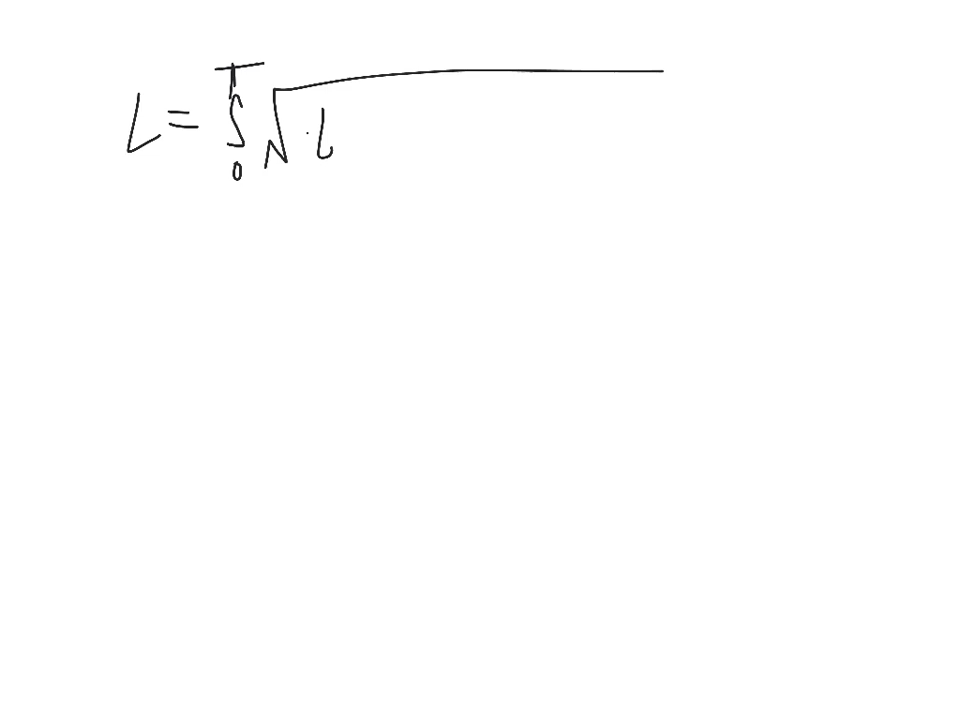 L = ∫₀ᵀ √